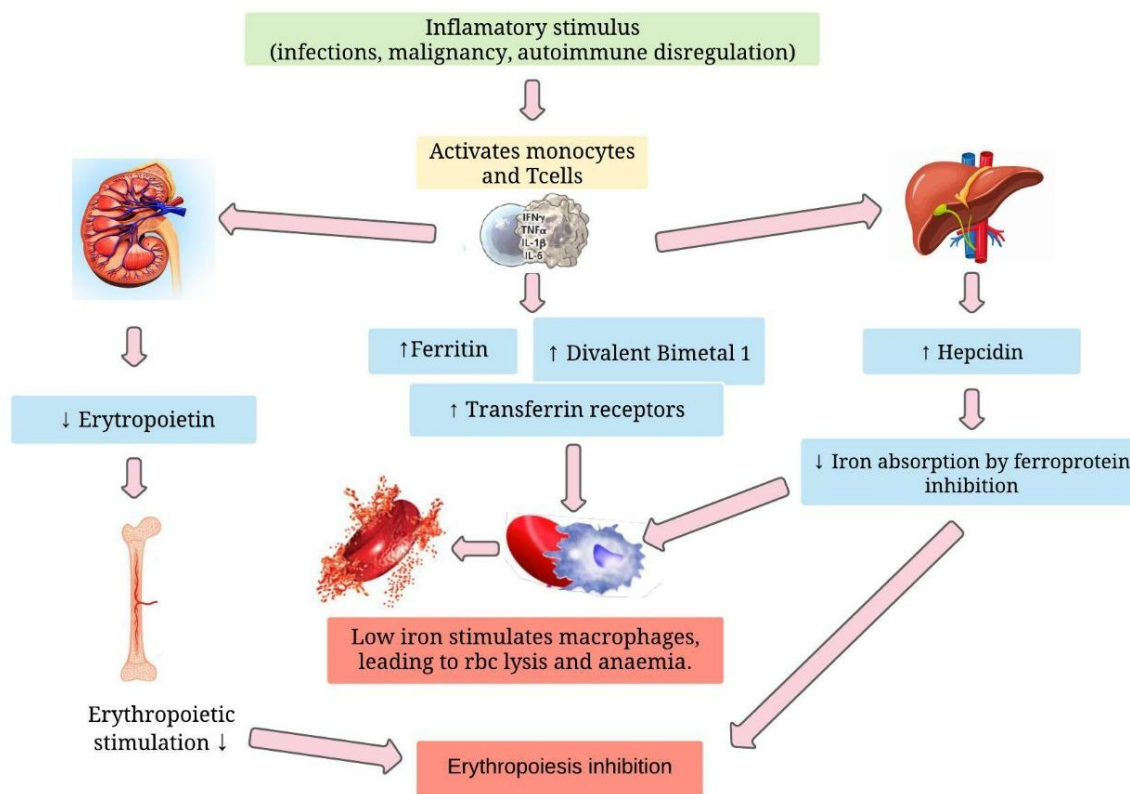 Inflamatory stimulus
(infections, malignancy, autoimmune disregulation)
Activates monocytes
and Tcells
IFNγ
TNFα
IL-1β
IL-6
↑Ferritin
↑ Divalent Bimetal 1
↑ Hepcidin
↓ Erytropoietin
↑ Transferrin receptors
↓ Iron absorption by ferroprotein
inhibition
Low iron stimulates macrophages,
leading to rbc lysis and anaemia.
Erythropoietic
stimulation ↓
Erythropoiesis inhibition